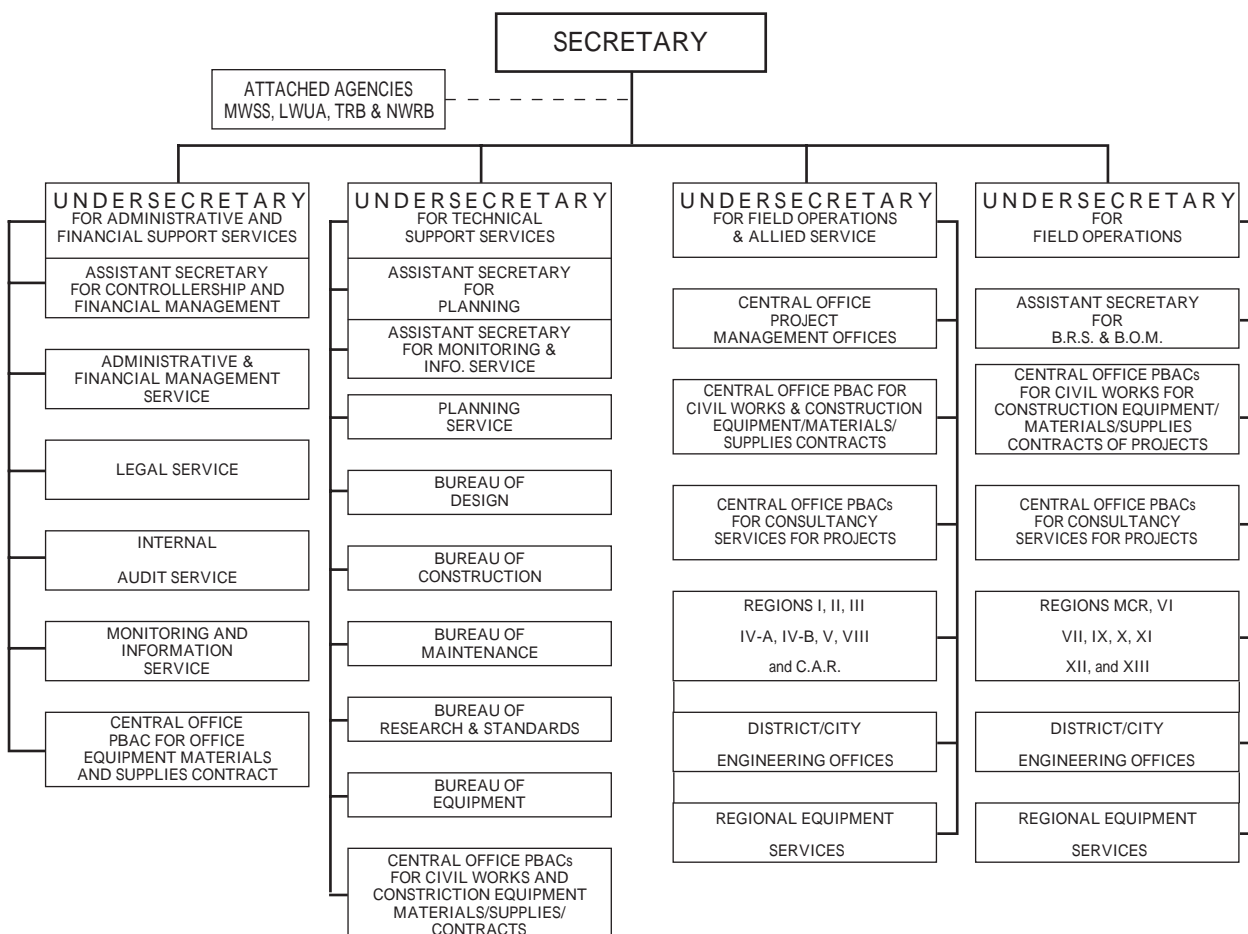 SECRETARY
ATTACHED AGENCIES
MWSS, LWUA, TRB & NWRB
UNDERSECRETARY
FOR ADMINISTRATIVE AND
FINANCIAL SUPPORT SERVICES
ASSISTANT SECRETARY
FOR CONTROLLERSHIP AND
FINANCIAL MANAGEMENT
ADMINISTRATIVE &
FINANCIAL MANAGEMENT
SERVICE
LEGAL SERVICE
INTERNAL
AUDIT SERVICE
MONITORING AND
INFORMATION
SERVICE
CENTRAL OFFICE
PBAC FOR OFFICE
EQUIPMENT MATERIALS
AND SUPPLIES CONTRACT
UNDERSECRETARY
FOR TECHNICAL
SUPPORT SERVICES
ASSISTANT SECRETARY
FOR
PLANNING
ASSISTANT SECRETARY
FOR MONITORING &
INFO. SERVICE
PLANNING
SERVICE
BUREAU OF
DESIGN
BUREAU OF
CONSTRUCTION
BUREAU OF
MAINTENANCE
BUREAU OF
RESEARCH & STANDARDS
BUREAU OF
EQUIPMENT
CENTRAL OFFICE PBACs
FOR CIVIL WORKS AND
CONSTRICTION EQUIPMENT
MATERIALS/SUPPLIES/
CONTRACTS
UNDERSECRETARY
FOR FIELD OPERATIONS
& ALLIED SERVICE
CENTRAL OFFICE
PROJECT
MANAGEMENT OFFICES
CENTRAL OFFICE PBAC FOR
CIVIL WORKS & CONSTRUCTION
EQUIPMENT/MATERIALS/
SUPPLIES CONTRACTS
CENTRAL OFFICE PBACs
FOR CONSULTANCY
SERVICES FOR PROJECTS
REGIONS I, II, III
IV-A, IV-B, V, VIII
and C.A.R.
DISTRICT/CITY
ENGINEERING OFFICES
REGIONAL EQUIPMENT
SERVICES
UNDERSECRETARY
FOR
FIELD OPERATIONS
ASSISTANT SECRETARY
FOR
B.R.S. & B.O.M.
CENTRAL OFFICE PBACs
FOR CIVIL WORKS FOR
CONSTRUCTION EQUIPMENT/
MATERIALS/SUPPLIES
CONTRACTS OF PROJECTS
CENTRAL OFFICE PBACs
FOR CONSULTANCY
SERVICES FOR PROJECTS
REGIONS MCR, VI
VII, IX, X, XI
XII, and XIII
DISTRICT/CITY
ENGINEERING OFFICES
REGIONAL EQUIPMENT
SERVICES